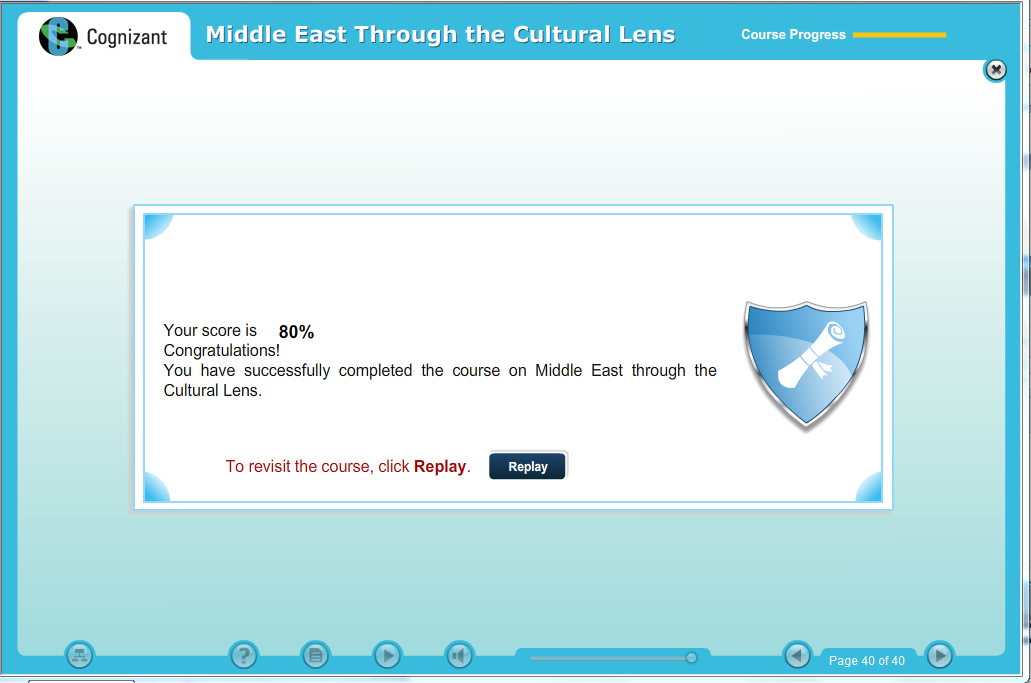 Cognizant
Middle East Through the Cultural Lens
Course Progress
Your score is 80%
Congratulations!
You have successfully completed the course on Middle East through the
Cultural Lens.
To revisit the course, click Replay.
Replay
?
Page 40 of 40